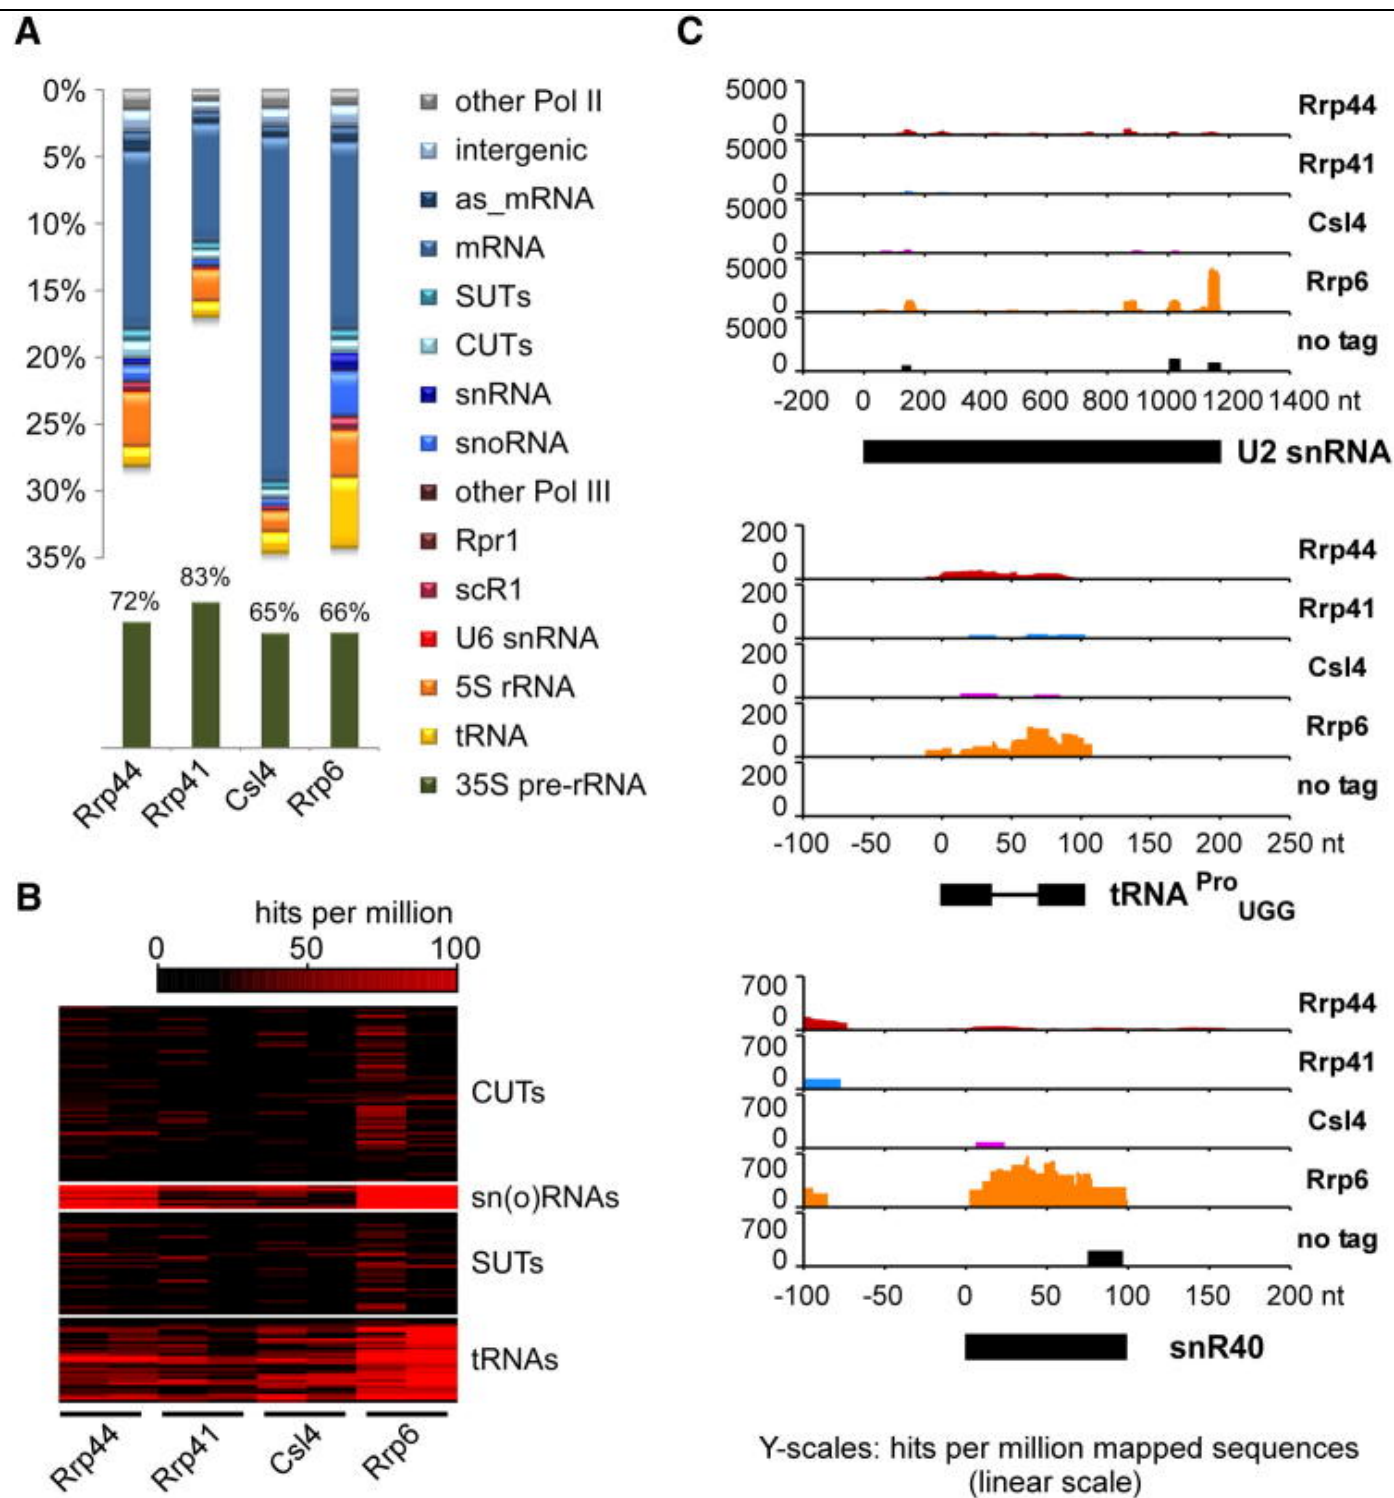 A
0%
5%
10%
15%
20%
25%
30%
35%
72%
83%
65%
66%
Rrp44
Rrp41
Csl4
Rrp6
other Pol II
intergenic
as_mRNA
mRNA
SUTs
CUTs
snRNA
snoRNA
other Pol III
Rpr1
scR1
U6 snRNA
5S rRNA
tRNA
35S pre-rRNA
B
hits per million
0 50 100
CUTs
sn(o)RNAs
SUTs
tRNAs
Rrp44
Rrp41
Csl4
Rrp6
C
5000
0
Rrp44
5000
0
Rrp41
5000
0
Csl4
5000
0
Rrp6
5000
0
no tag
-200 0 200 400 600 800 1000 1200 1400 nt
U2 snRNA
200
0
Rrp44
200
0
Rrp41
200
0
Csl4
200
0
Rrp6
200
0
no tag
-100 -50 0 50 100 150 200 250 nt
tRNA Pro UGG
700
0
Rrp44
700
0
Rrp41
700
0
Csl4
700
0
Rrp6
700
0
no tag
-100 -50 0 50 100 150 200 nt
snR40
Y-scales: hits per million mapped sequences
(linear scale)